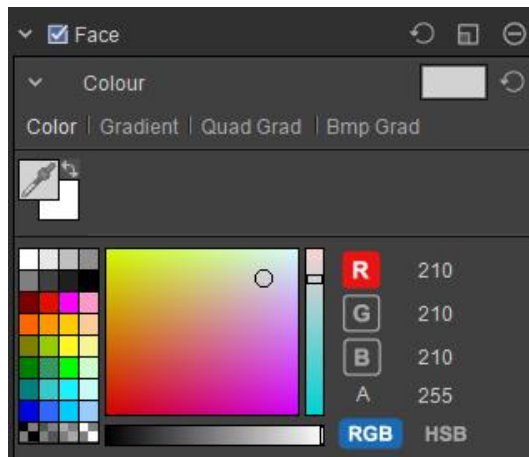 Face
Colour
Color | Gradient | Quad Grad | Bmp Grad
R 210
G 210
B 210
A 255
RGB HSB